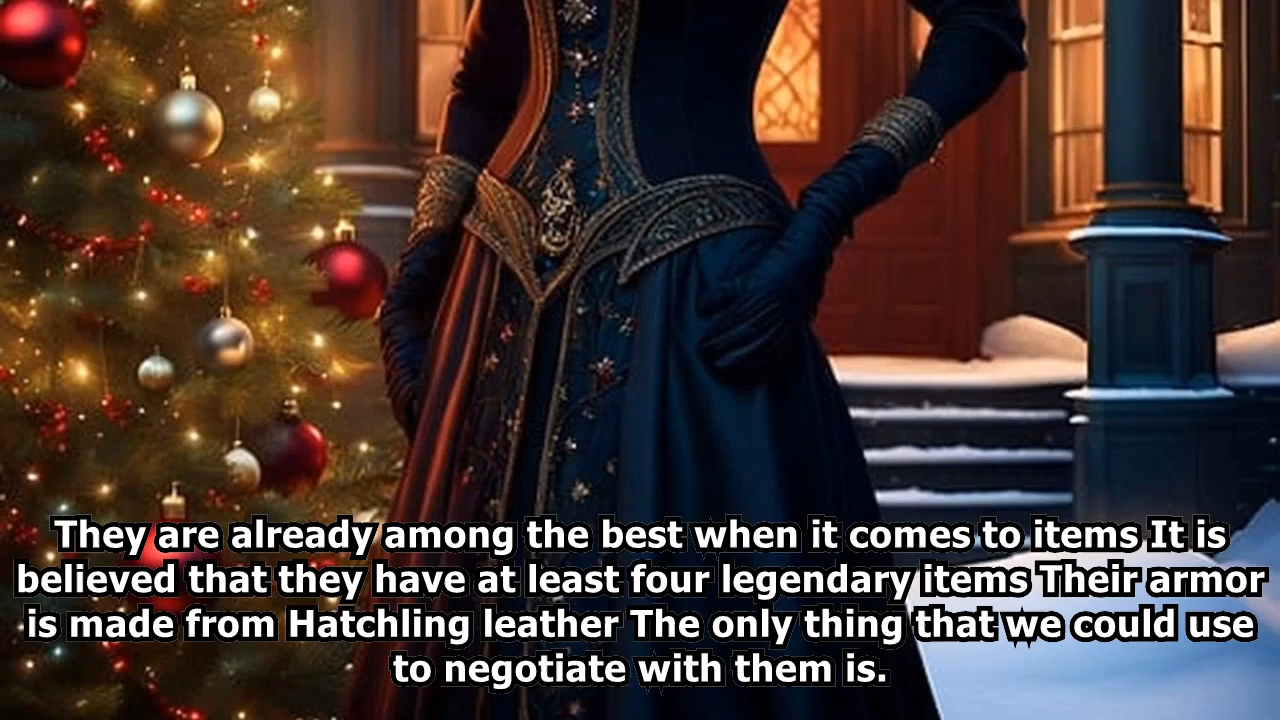 They are already among the best when it comes to items It is
believed that they have at least four legendary items Their armor
is made from Hatchling leather The only thing that we could use
to negotiate with them is.